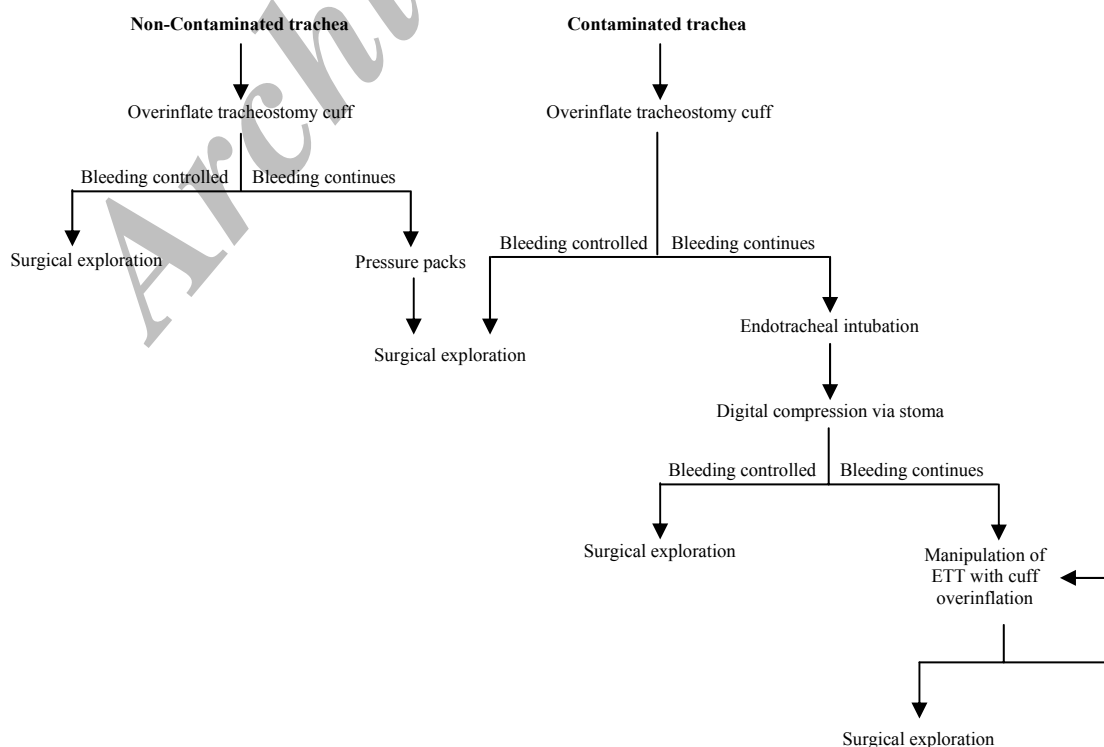 Non-Contaminated trachea
Contaminated trachea
Overinflate tracheostomy cuff
Overinflate tracheostomy cuff
Bleeding controlled
Bleeding continues
Surgical exploration
Pressure packs
Bleeding controlled
Bleeding continues
Surgical exploration
Endotracheal intubation
Digital compression via stoma
Bleeding controlled
Bleeding continues
Surgical exploration
Manipulation of
ETT with cuff
overinflation
Surgical exploration